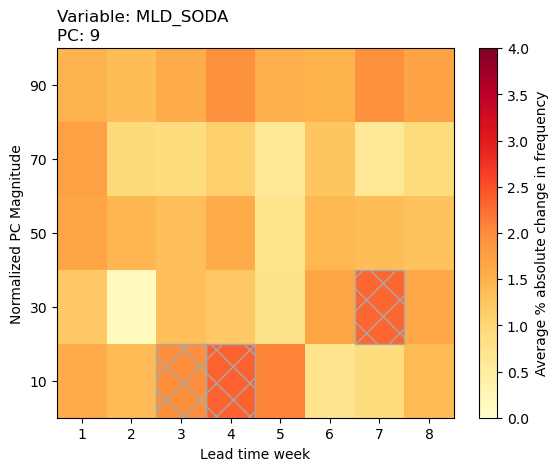 Variable: MLD_SODA
PC: 9
90
70
50
30
10
Normalized PC Magnitude
1 2 3 4 5 6 7 8
Lead time week
4.0
3.5
3.0
2.5
2.0
1.5
1.0
0.5
0.0
Average % absolute change in frequency